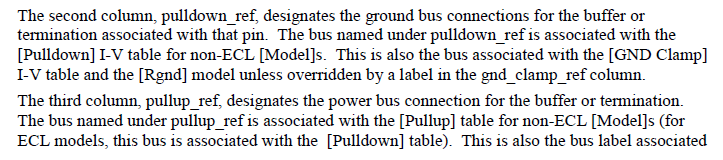 The second column, pulldown_ref, designates the ground bus connections for the buffer or
termination associated with that pin.  The bus named under pulldown_ref is associated with the
[Pulldown] I-V table for non-ECL [Model]s.  This is also the bus associated with the [GND Clamp]
I-V table and the [Rgnd] model unless overridden by a label in the gnd_clamp_ref column.
The third column, pullup_ref, designates the power bus connection for the buffer or termination.
The bus named under pullup_ref is associated with the [Pullup] table for non-ECL [Model]s (for
ECL models, this bus is associated with the  [Pulldown] table).  This is also the bus label associated